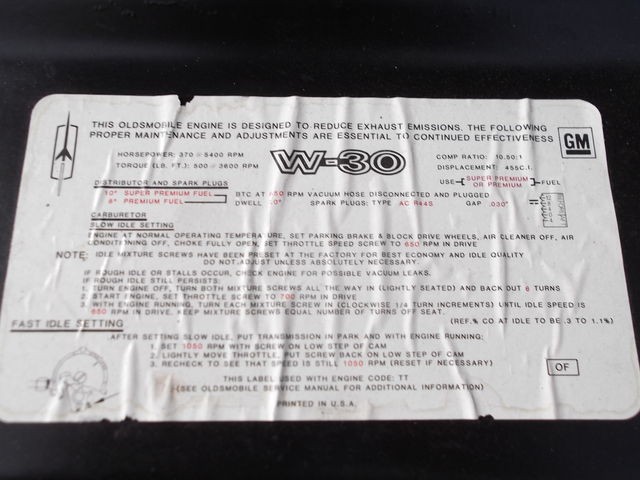 THIS OLDSMOBILE ENGINE IS DESIGNED TO REDUCE EXHAUST EMISSIONS. THE FOLLOWING
PROPER MAINTENANCE AND ADJUSTMENTS ARE ESSENTIAL TO CONTINUED EFFECTIVENESS
GM
HORSEPOWER: 370 @ 5400 RPM
TORQUE (LB. FT.): 500 @ 3600 RPM
W-30
COMP RATIO: 10.50:1
DISPLACEMENT: 455C.I.
DISTRIBUTOR AND SPARK PLUGS
USE SUPER PREMIUM OR PREMIUM FUEL
10° SUPER PREMIUM FUEL
8° PREMIUM FUEL
BTC AT 650 RPM VACUUM HOSE DISCONNECTED AND PLUGGED
DWELL 30° SPARK PLUGS: TYPE AC R44S GAP .030"
CARBURETOR
SLOW IDLE SETTING
ENGINE AT NORMAL OPERATING TEMPERATURE, SET PARKING BRAKE & BLOCK DRIVE WHEELS, AIR CLEANER OFF, AIR
CONDITIONING OFF, CHOKE FULLY OPEN, SET THROTTLE SPEED SCREW TO 650 RPM IN DRIVE
NOTE: IDLE MIXTURE SCREWS HAVE BEEN PRESET AT THE FACTORY FOR BEST ECONOMY AND IDLE QUALITY
DO NOT ADJUST UNLESS ABSOLUTELY NECESSARY.
IF ROUGH IDLE OR STALLS OCCUR, CHECK ENGINE FOR POSSIBLE VACUUM LEAKS.
IF ROUGH IDLE STILL PERSISTS:
1. TURN ENGINE OFF, TURN BOTH MIXTURE SCREWS ALL THE WAY IN (LIGHTLY SEATED) AND BACK OUT 6 TURNS
2. START ENGINE, SET THROTTLE SCREW TO 700 RPM IN DRIVE
3. WITH ENGINE RUNNING, TURN EACH MIXTURE SCREW IN (CLOCKWISE 1/4 TURN INCREMENTS) UNTIL IDLE SPEED IS
650 RPM IN DRIVE. KEEP MIXTURE SCREWS EQUAL NUMBER OF TURNS OFF SEAT.
(REF. % CO AT IDLE TO BE .3 TO 1.1%)
FAST IDLE SETTING
AFTER SETTING SLOW IDLE, PUT TRANSMISSION IN PARK AND WITH ENGINE RUNNING:
1. SET 1050 RPM WITH SCREW ON LOW STEP OF CAM
2. LIGHTLY MOVE THROTTLE, PUT SCREW BACK ON LOW STEP OF CAM
3. RECHECK TO SEE THAT SPEED IS STILL 1050 RPM (RESET IF NECESSARY)
OF
THIS LABEL USED WITH ENGINE CODE: TT
(SEE OLDSMOBILE SERVICE MANUAL FOR ADDITIONAL INFORMATION)
PRINTED IN U.S.A.